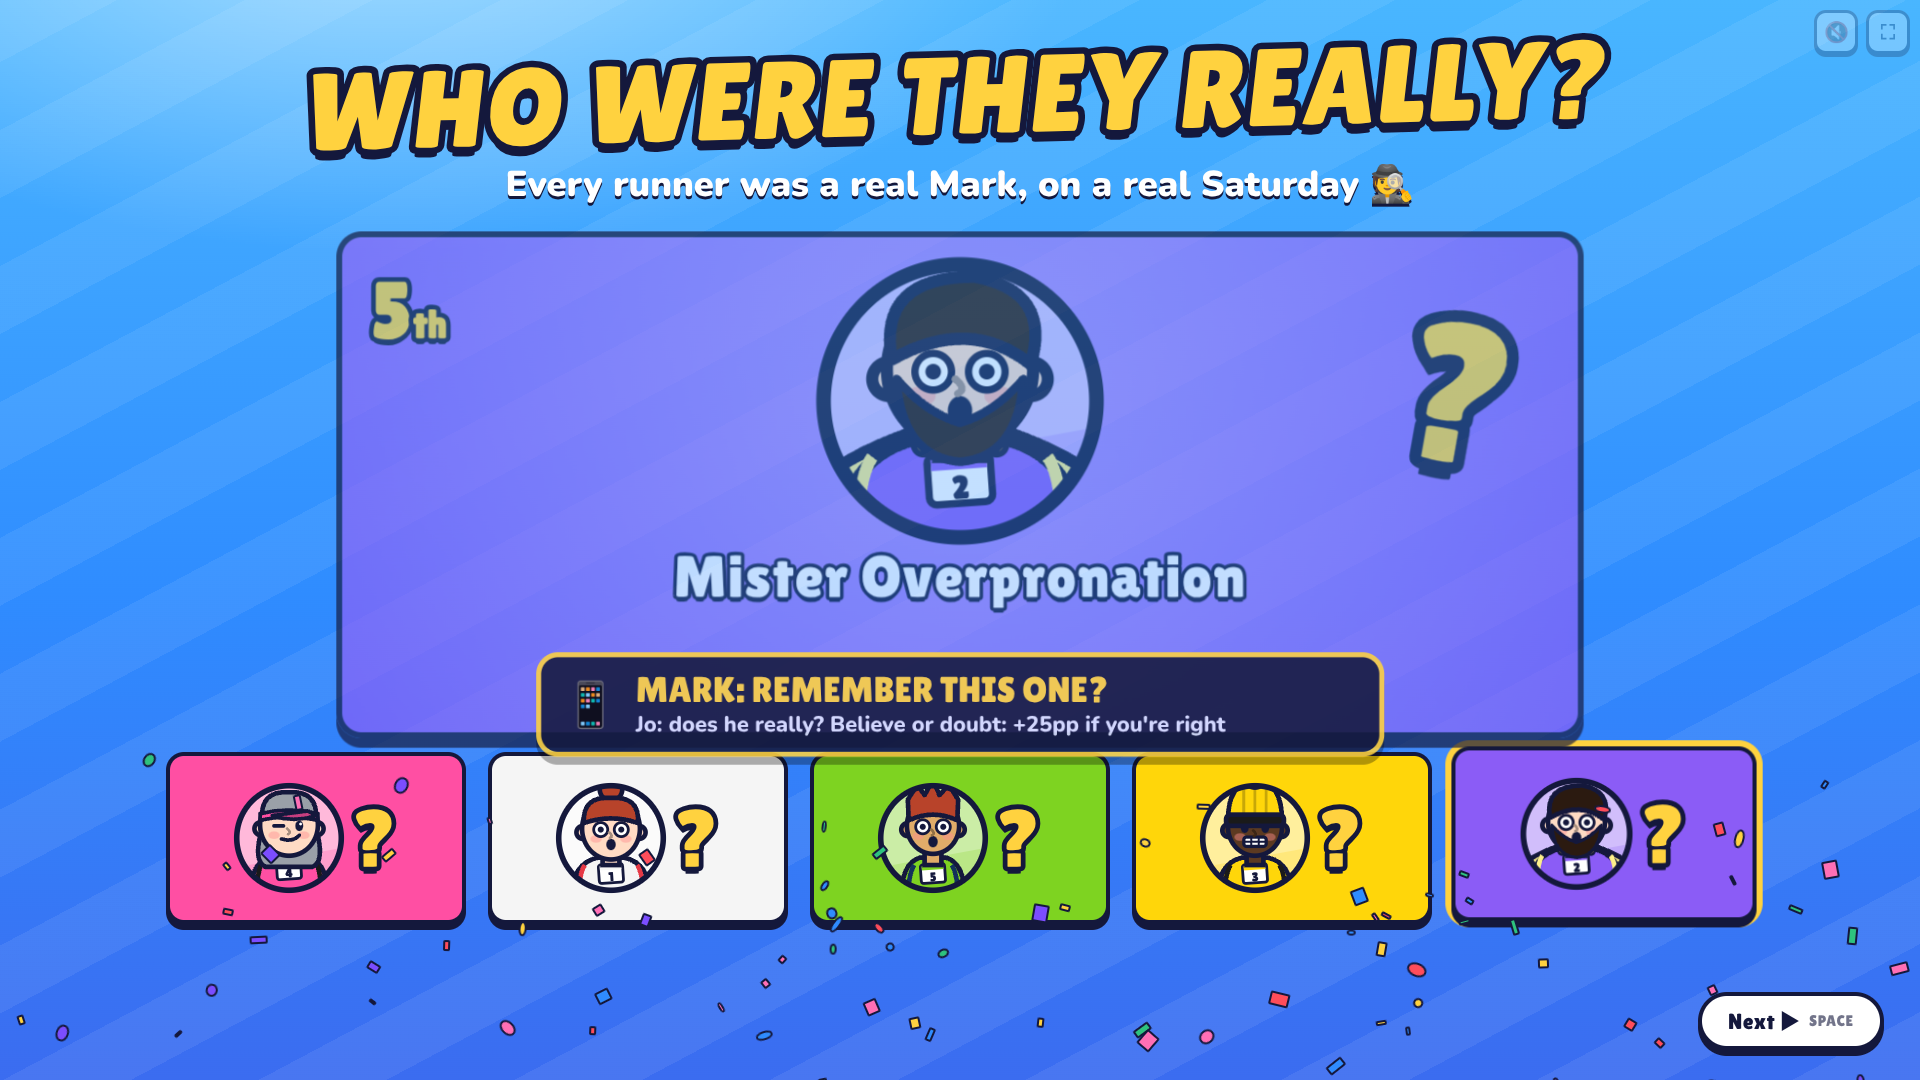 WHO WERE THEY REALLY?
Every runner was a real Mark, on a real Saturday
5th
?
2
Mister Overpronation
MARK: REMEMBER THIS ONE?
Jo: does he really? Believe or doubt: +25pp if you're right
4 ?
1 ?
5 ?
3 ?
2 ?
Next SPACE